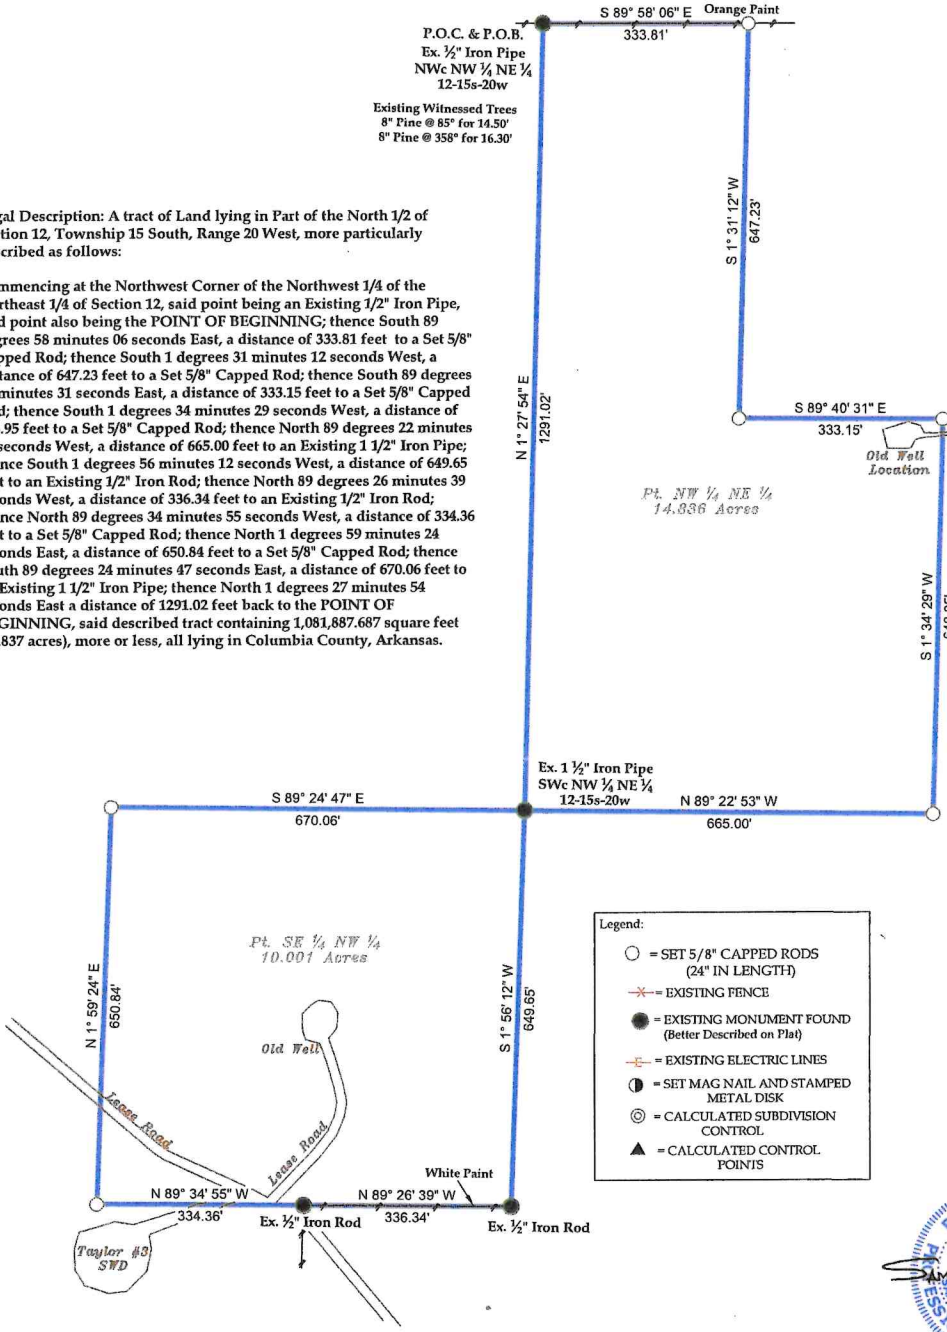 S 89° 58' 06" E
Orange Paint
333.81'
P.O.C. & P.O.B.
Ex. ½" Iron Pipe
NWc NW ¼ NE ¼
12-15s-20w
Existing Witnessed Trees
8" Pine @ 85° for 14.50'
8" Pine @ 358° for 16.30'
S 1° 31' 12" W
647.23'
gal Description: A tract of Land lying in Part of the North 1/2 of
tion 12, Township 15 South, Range 20 West, more particularly
cribed as follows:
mmencing at the Northwest Corner of the Northwest 1/4 of the
rtheast 1/4 of Section 12, said point being an Existing 1/2" Iron Pipe,
d point also being the POINT OF BEGINNING; thence South 89
grees 58 minutes 06 seconds East, a distance of 333.81 feet to a Set 5/8"
pped Rod; thence South 1 degrees 31 minutes 12 seconds West, a
tance of 647.23 feet to a Set 5/8" Capped Rod; thence South 89 degrees
minutes 31 seconds East, a distance of 333.15 feet to a Set 5/8" Capped
d; thence South 1 degrees 34 minutes 29 seconds West, a distance of
.95 feet to a Set 5/8" Capped Rod; thence North 89 degrees 22 minutes
seconds West, a distance of 665.00 feet to an Existing 1 1/2" Iron Pipe;
nce South 1 degrees 56 minutes 12 seconds West, a distance of 649.65
t to an Existing 1/2" Iron Rod; thence North 89 degrees 26 minutes 39
onds West, a distance of 336.34 feet to an Existing 1/2" Iron Rod;
nce North 89 degrees 34 minutes 55 seconds West, a distance of 334.36
t to a Set 5/8" Capped Rod; thence North 1 degrees 59 minutes 24
onds East, a distance of 650.84 feet to a Set 5/8" Capped Rod; thence
uth 89 degrees 24 minutes 47 seconds East, a distance of 670.06 feet to
Existing 1 1/2" Iron Pipe; thence North 1 degrees 27 minutes 54
onds East a distance of 1291.02 feet back to the POINT OF
GINNING, said described tract containing 1,081,887.687 square feet
.837 acres), more or less, all lying in Columbia County, Arkansas.
N 1° 27' 54" E
1291.02'
S 89° 40' 31" E
333.15'
Old Well
Location
Pt. NW ¼ NE ¼
14.836 Acres
S 1° 34' 29" W
Ex. 1 ½" Iron Pipe
SWc NW ¼ NE ¼
12-15s-20w
S 89° 24' 47" E
670.06'
N 89° 22' 53" W
665.00'
Pt. SE ¼ NW ¼
10.001 Acres
N 1° 59' 24" E
650.84'
S 1° 56' 12" W
649.65'
Old Well
Lease Road
Lease Road
White Paint
N 89° 34' 55" W
334.36'
N 89° 26' 39" W
336.34'
Ex. ½" Iron Rod
Ex. ½" Iron Rod
Taylor #3
SWD
Legend:
= SET 5/8" CAPPED RODS
(24" IN LENGTH)
X = EXISTING FENCE
= EXISTING MONUMENT FOUND
(Better Described on Plat)
E = EXISTING ELECTRIC LINES
= SET MAG NAIL AND STAMPED
METAL DISK
= CALCULATED SUBDIVISION
CONTROL
= CALCULATED CONTROL
POINTS